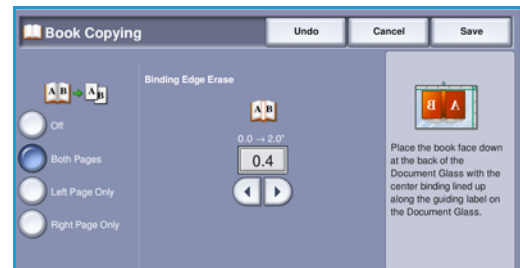 Book Copying
Undo
Cancel
Save
A B A B
Off
Both Pages
Left Page Only
Right Page Only
Binding Edge Erase
A B
0.0 → 2.0"
0.4
B A
Place the book face down
at the back of the
Document Glass with the
center binding lined up
along the guiding label on
the Document Glass.